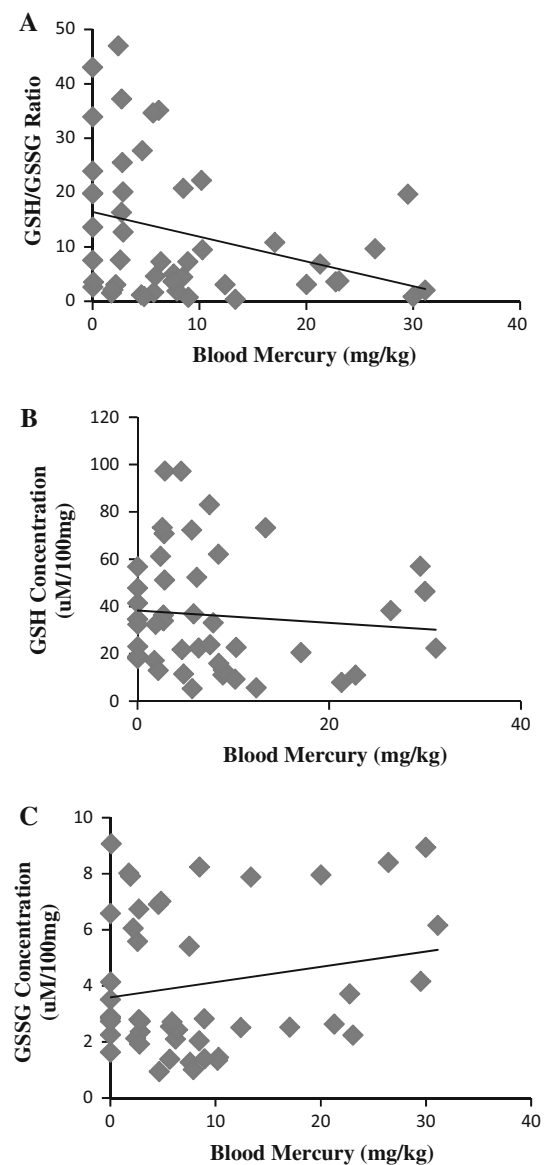 A
GSH/GSSG Ratio
50
40
30
20
10
0
0 10 20 30 40
Blood Mercury (mg/kg)
B
GSH Concentration
(uM/100mg)
120
100
80
60
40
20
0
0 20 40
Blood Mercury (mg/kg)
C
GSSG Concentration
(uM/100mg)
10
8
6
4
2
0
0 10 20 30 40
Blood Mercury (mg/kg)